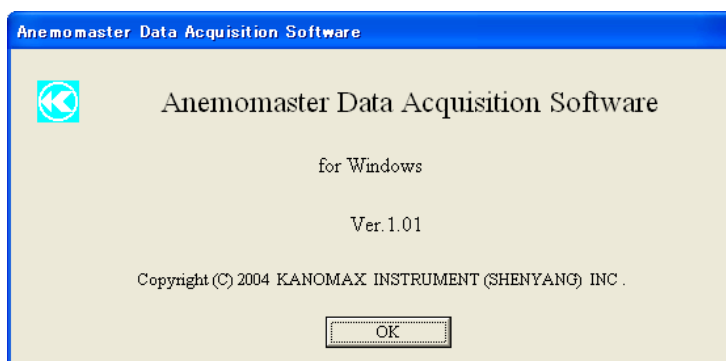 Anemomaster Data Acquisition Software
Anemomaster Data Acquisition Software
for Windows
Ver.1.01
Copyright (C) 2004 KANOMAX INSTRUMENT (SHENYANG) INC .
OK